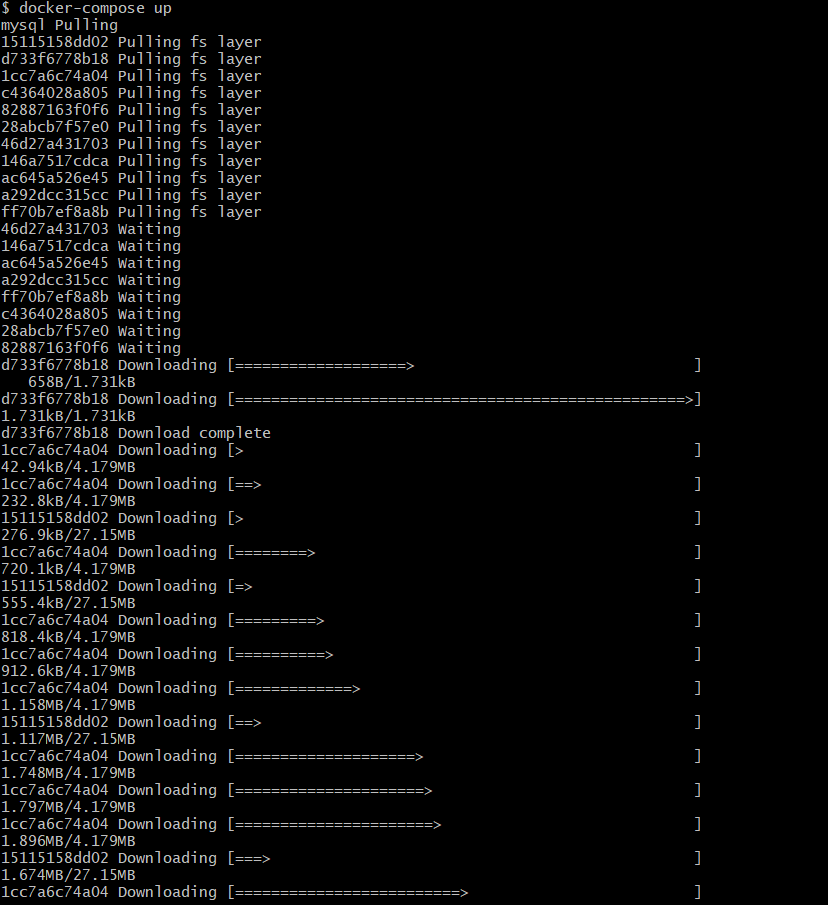 $ docker-compose up
mysql Pulling
15115158dd02 Pulling fs layer
d733f6778b18 Pulling fs layer
1cc7a6c74a04 Pulling fs layer
c4364028a805 Pulling fs layer
82887163f0f6 Pulling fs layer
28abcb7f57e0 Pulling fs layer
46d27a431703 Pulling fs layer
146a7517cdca Pulling fs layer
ac645a526e45 Pulling fs layer
a292dcc315cc Pulling fs layer
ff70b7ef8a8b Pulling fs layer
46d27a431703 Waiting
146a7517cdca Waiting
ac645a526e45 Waiting
a292dcc315cc Waiting
ff70b7ef8a8b Waiting
c4364028a805 Waiting
28abcb7f57e0 Waiting
82887163f0f6 Waiting
d733f6778b18 Downloading [===================>                               ]
   658B/1.731kB
d733f6778b18 Downloading [==================================================>]
1.731kB/1.731kB
d733f6778b18 Download complete
1cc7a6c74a04 Downloading [>                                                  ]
42.94kB/4.179MB
1cc7a6c74a04 Downloading [==>                                                ]
232.8kB/4.179MB
15115158dd02 Downloading [>                                                  ]
276.9kB/27.15MB
1cc7a6c74a04 Downloading [========>                                          ]
720.1kB/4.179MB
15115158dd02 Downloading [=>                                                 ]
555.4kB/27.15MB
1cc7a6c74a04 Downloading [=========>                                         ]
818.4kB/4.179MB
1cc7a6c74a04 Downloading [==========>                                        ]
912.6kB/4.179MB
1cc7a6c74a04 Downloading [=============>                                     ]
1.158MB/4.179MB
15115158dd02 Downloading [==>                                                ]
1.117MB/27.15MB
1cc7a6c74a04 Downloading [====================>                              ]
1.748MB/4.179MB
1cc7a6c74a04 Downloading [=====================>                             ]
1.797MB/4.179MB
1cc7a6c74a04 Downloading [======================>                            ]
1.896MB/4.179MB
15115158dd02 Downloading [===>                                               ]
1.674MB/27.15MB
1cc7a6c74a04 Downloading [=========================>                         ]